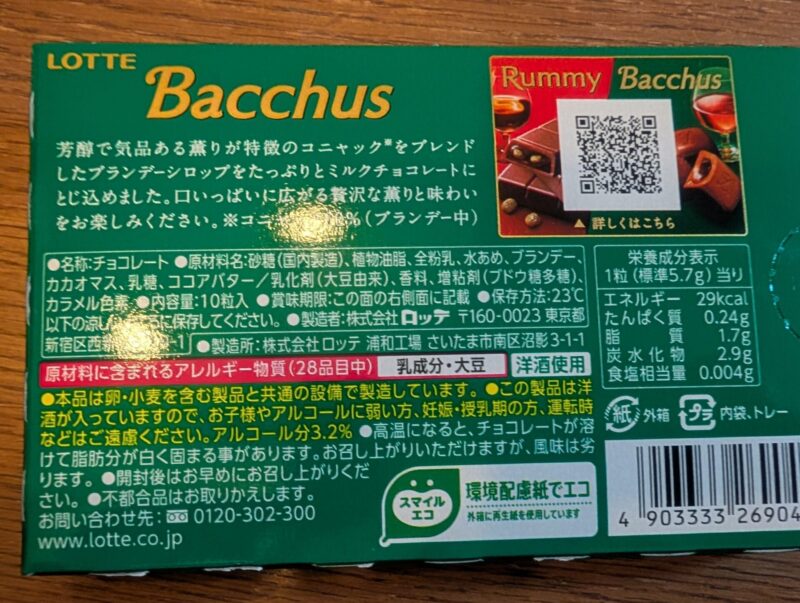 LOTTE
Bacchus
芳醇で気品ある薫りが特徴のコニャック※をブレンド
したブランデーシロップをたっぷりとミルクチョコレートに
とじ込めました。口いっぱいに広がる贅沢な薫りと味わい
をお楽しみください。※コニ %(ブランデー中)
Rummy Bacchus
▲詳しくはこちら
●名称:チョコレート ●原材料名:砂糖(国内製造)、植物油脂、全粉乳、水あめ、ブランデー、
カカオマス、乳糖、ココアバター/乳化剤(大豆由来)、香料、増粘剤(ブドウ糖多糖)、
カラメル色素 ●内容量:10粒入 ●賞味期限:この面の右側面に記載 ●保存方法:23℃
以下の涼し に保存してください。 ●製造者:株式会社ロッテ 〒160-0023 東京都
新宿区西新 -1 ●製造所:株式会社ロッテ 浦和工場 さいたま市南区沼影3-1-1
原材料に含まれるアレルギー物質(28品目中) 乳成分・大豆 洋酒使用
●本品は卵・小麦を含む製品と共通の設備で製造しています。 ●この製品は洋
酒が入っていますので、お子様やアルコールに弱い方、妊娠・授乳期の方、運転時
などはご遠慮ください。アルコール分3.2% ●高温になると、チョコレートが溶
けて脂肪分が白く固まる事があります。お召し上がりいただけますが、風味は劣
ります。 ●開封後はお早めにお召し上がりくだ
さい。 ●不都合品はお取りかえします。
お問い合わせ先: 0120-302-300
www.lotte.co.jp
スマイル
エコ
環境配慮紙でエコ
外箱に再生紙を使用しています
栄養成分表示
1粒(標準5.7g)当り
エネルギー 29kcal
たんぱく質 0.24g
脂質 1.7g
炭水化物 2.9g
食塩相当量 0.004g
紙 外箱 プラ 内袋、トレー
4 903333 26904